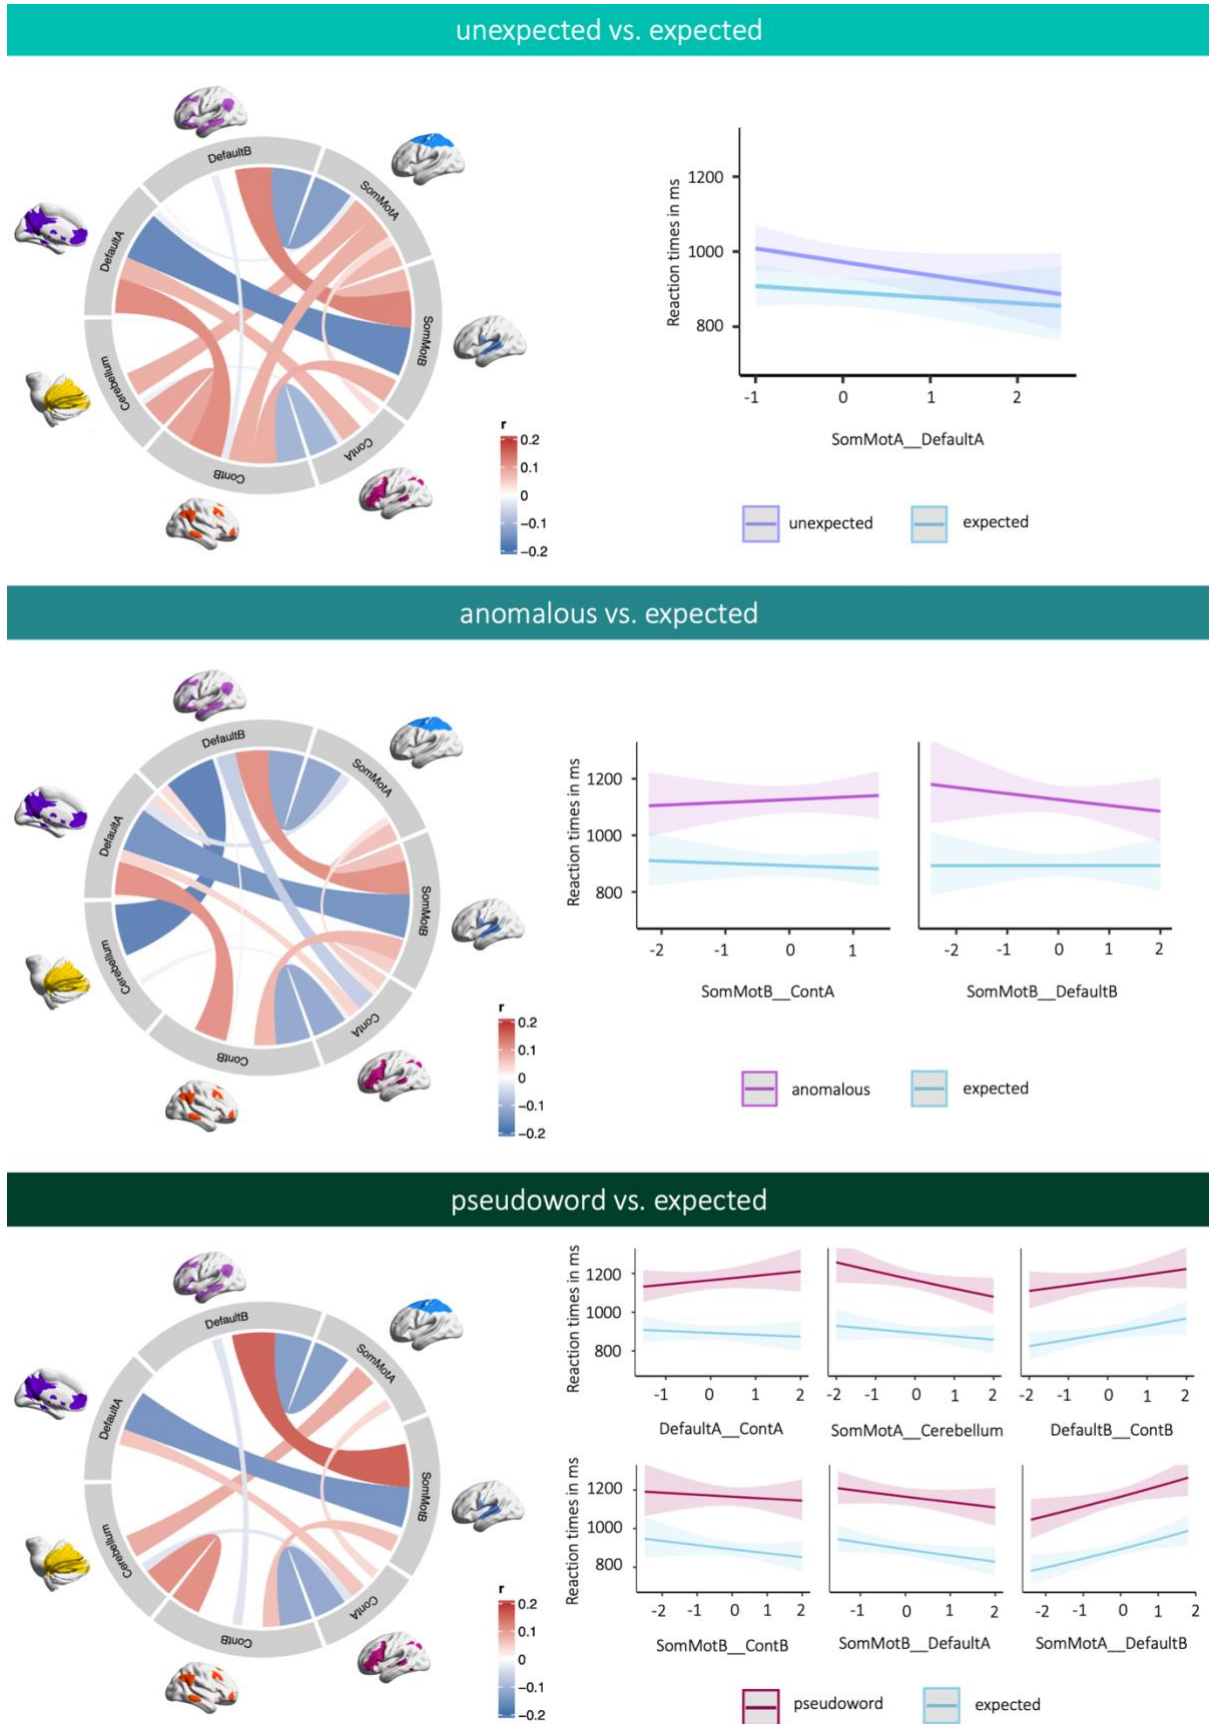 unexpected vs. expected
DefaultB
SomMotA
DefaultA
SomMotB
Cerebellum
ContA
ContB
r
0.2
0.1
0
−0.1
−0.2
Reaction times in ms
1200
1000
800
-1 0 1 2
SomMotA__DefaultA
unexpected expected
anomalous vs. expected
DefaultB
SomMotA
DefaultA
SomMotB
Cerebellum
ContA
ContB
r
0.2
0.1
0
−0.1
−0.2
Reaction times in ms
1200
1000
800
-2 -1 0 1
-2 -1 0 1 2
SomMotB__ContA
SomMotB__DefaultB
anomalous expected
pseudoword vs. expected
DefaultB
SomMotA
DefaultA
SomMotB
Cerebellum
ContA
ContB
r
0.2
0.1
0
−0.1
−0.2
Reaction times in ms
1200
1000
800
-1 0 1 2
-2 -1 0 1 2
-2 -1 0 1 2
DefaultA__ContA
SomMotA__Cerebellum
DefaultB__ContB
Reaction times in ms
1200
1000
800
-2 -1 0 1 2
-1 0 1 2
-2 -1 0 1 2
SomMotB__ContB
SomMotB__DefaultA
SomMotA__DefaultB
pseudoword expected